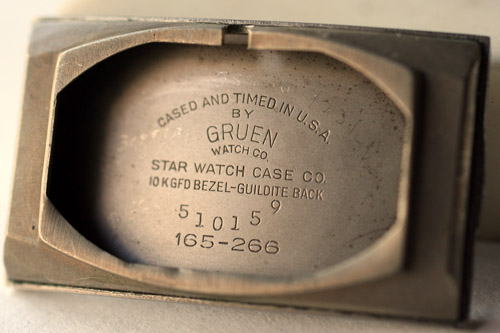 CASED AND TIMED IN U.S.A.
BY
GRUEN
WATCH CO.
STAR WATCH CASE CO.
10 K GFD BEZEL-GUILDITE BACK
510159
165-266